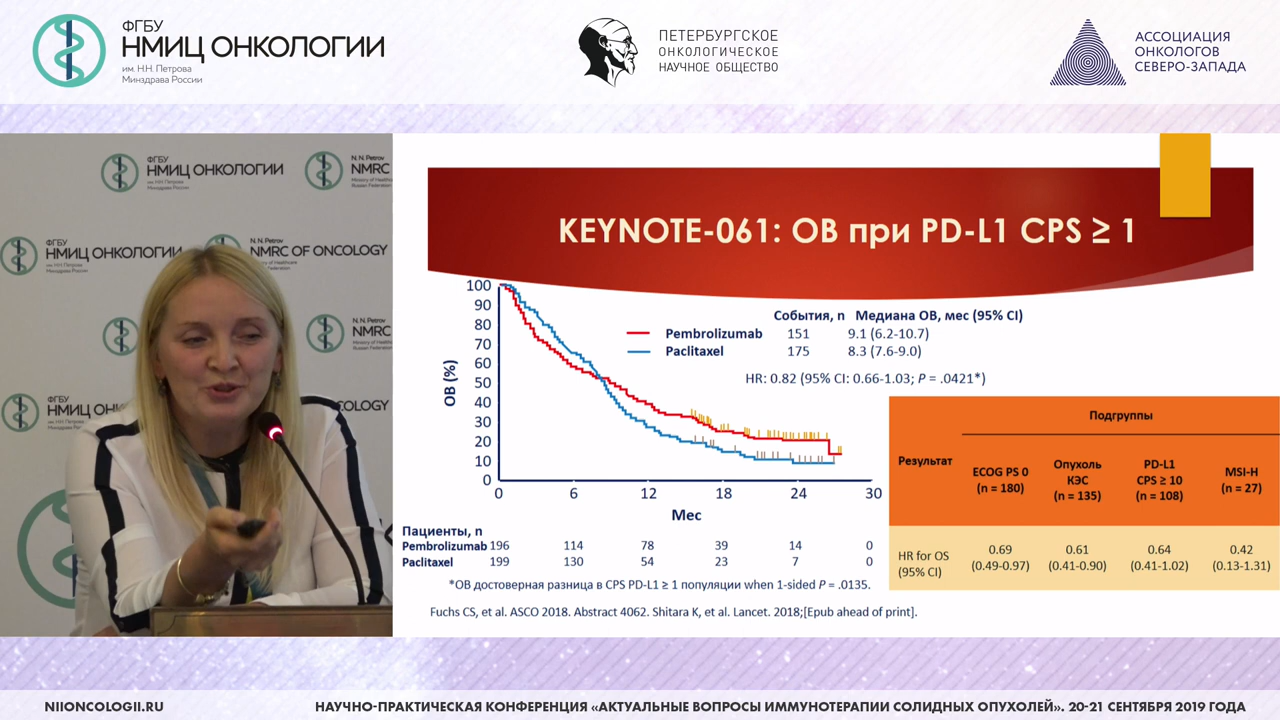 ФГБУ
НМИЦ ОНКОЛОГИИ
им. Н.Н. Петрова
Минздрава России
ПЕТЕРБУРГСКОЕ
ОНКОЛОГИЧЕСКОЕ
НАУЧНОЕ ОБЩЕСТВО
АССОЦИАЦИЯ
ОНКОЛОГОВ
СЕВЕРО-ЗАПАДА
ФГБУ
НМИЦ ОНКОЛОГИИ
им. Н.Н. Петрова
Минздрава России
N. N. Petrov
NMRC
Ministry of Health
Russian Federation
ФГБУ
НМИЦ ОНКОЛОГИИ
N. N. Petrov
NMRC OF ONCOLOGY
ФГБУ
НМИЦ
N. N. Petrov
NMRC
ФГБУ
НМИЦ ОНКОЛОГИИ
COLOGY
KEYNOTE-061: ОВ при PD-L1 CPS ≥ 1
ОВ (%)
100
90
80
70
60
50
40
30
20
10
0
0 6 12 18 24 30
Мес
События, n Медиана ОВ, мес (95% CI)
Pembrolizumab 151 9.1 (6.2-10.7)
Paclitaxel 175 8.3 (7.6-9.0)
HR: 0.82 (95% CI: 0.66-1.03; P = .0421*)
Пациенты, n
Pembrolizumab 196 114 78 39 14 0
Paclitaxel 199 130 54 23 7 0
*ОВ достоверная разница в CPS PD-L1 ≥ 1 популяции when 1-sided P = .0135.
Fuchs CS, et al. ASCO 2018. Abstract 4062. Shitara K, et al. Lancet. 2018;[Epub ahead of print].
Подгруппы
Результат
ECOG PS 0
(n = 180)
Опухоль
КЭС
(n = 135)
PD-L1
CPS ≥ 10
(n = 108)
MSI-H
(n = 27)
HR for OS
(95% CI)
0.69
(0.49-0.97)
0.61
(0.41-0.90)
0.64
(0.41-1.02)
0.42
(0.13-1.31)
NIIONCOLOGII.RU
НАУЧНО-ПРАКТИЧЕСКАЯ КОНФЕРЕНЦИЯ «АКТУАЛЬНЫЕ ВОПРОСЫ ИММУНОТЕРАПИИ СОЛИДНЫХ ОПУХОЛЕЙ». 20-21 СЕНТЯБРЯ 2019 ГОДА